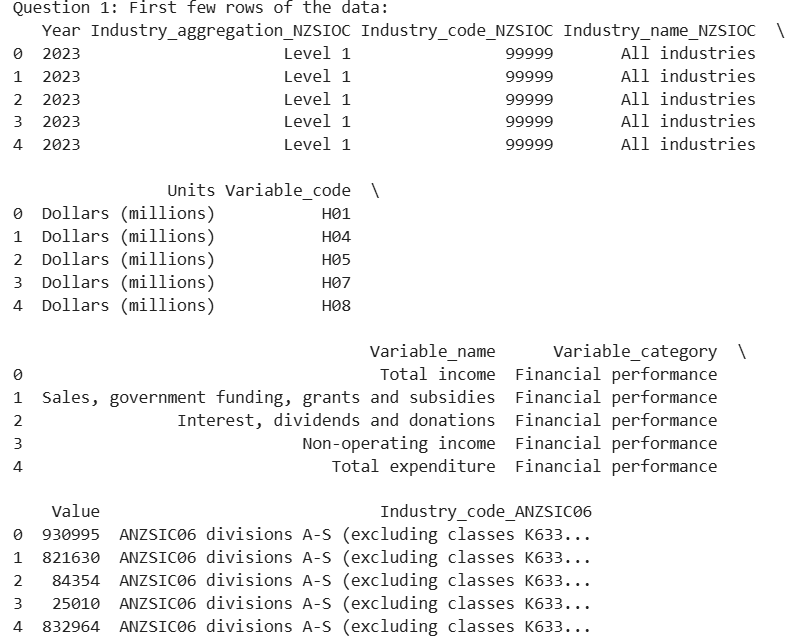 Question 1: First few rows of the data:
   Year Industry_aggregation_NZSIOC Industry_code_NZSIOC Industry_name_NZSIOC  \
0  2023                     Level 1                99999       All industries
1  2023                     Level 1                99999       All industries
2  2023                     Level 1                99999       All industries
3  2023                     Level 1                99999       All industries
4  2023                     Level 1                99999       All industries
                Units Variable_code  \
0  Dollars (millions)           H01
1  Dollars (millions)           H04
2  Dollars (millions)           H05
3  Dollars (millions)           H07
4  Dollars (millions)           H08
                                     Variable_name      Variable_category  \
0                                     Total income  Financial performance
1  Sales, government funding, grants and subsidies  Financial performance
2                Interest, dividends and donations  Financial performance
3                             Non-operating income  Financial performance
4                                Total expenditure  Financial performance
    Value                             Industry_code_ANZSIC06
0  930995  ANZSIC06 divisions A-S (excluding classes K633...
1  821630  ANZSIC06 divisions A-S (excluding classes K633...
2   84354  ANZSIC06 divisions A-S (excluding classes K633...
3   25010  ANZSIC06 divisions A-S (excluding classes K633...
4  832964  ANZSIC06 divisions A-S (excluding classes K633...